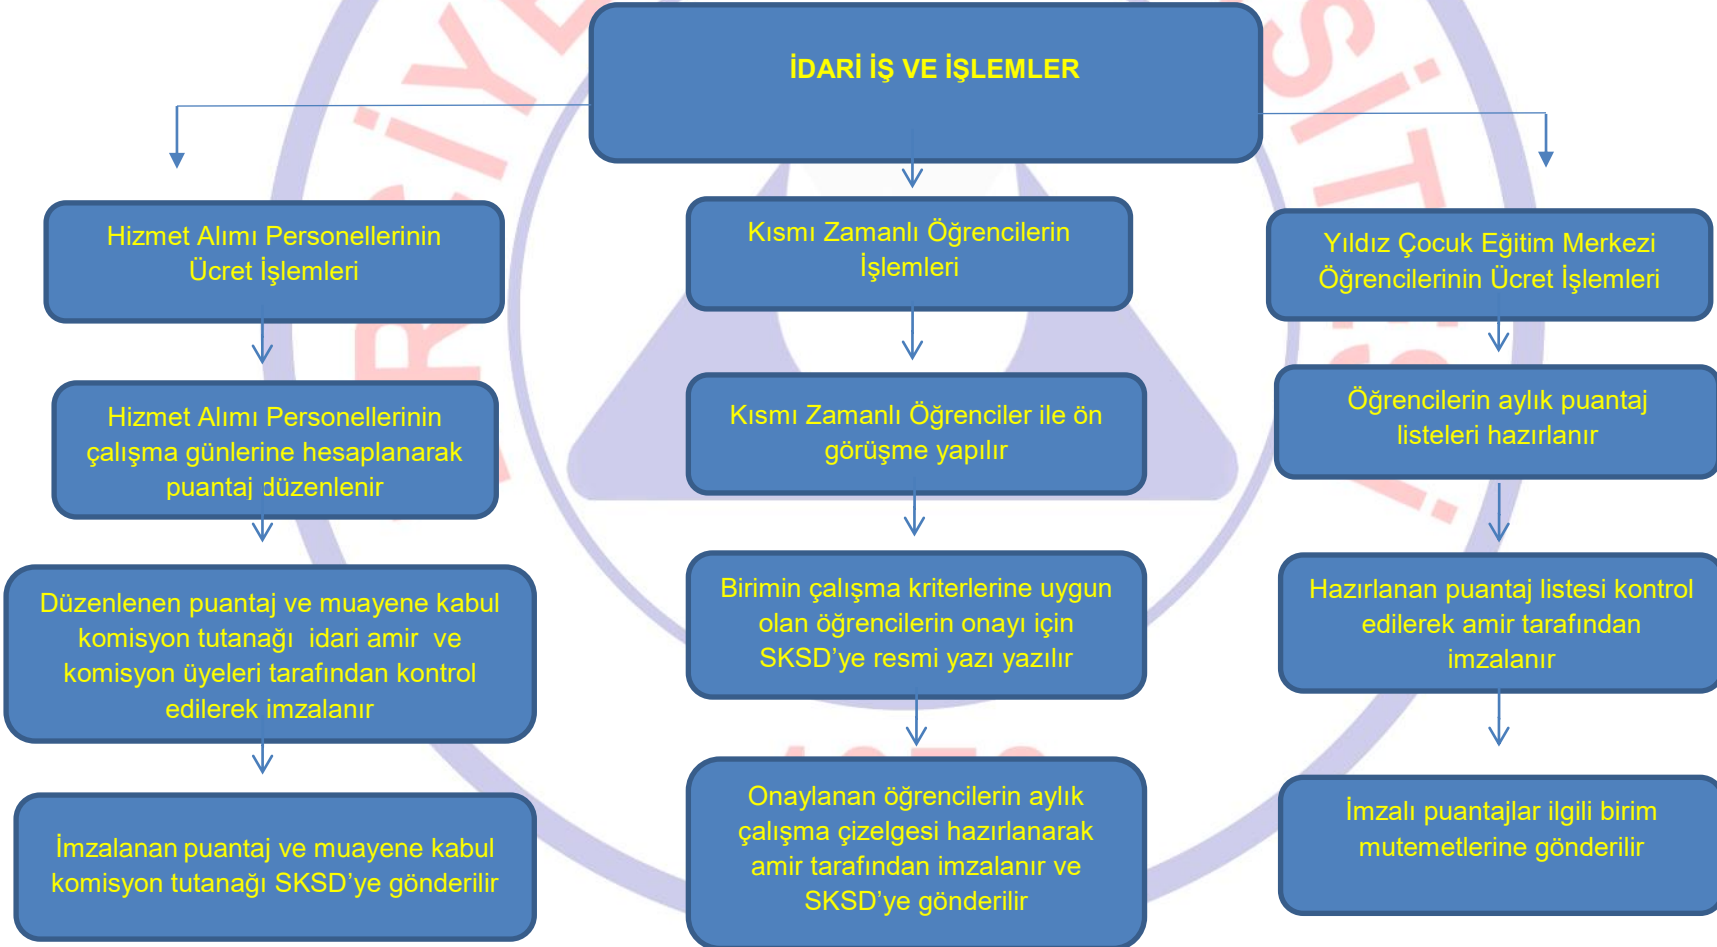 İDARİ İŞ VE İŞLEMLER
Hizmet Alımı Personellerinin
Ücret İşlemleri
Hizmet Alımı Personellerinin
çalışma günlerine hesaplanarak
puantaj düzenlenir
Düzenlenen puantaj ve muayene kabul
komisyon tutanağı idari amir ve
komisyon üyeleri tarafından kontrol
edilerek imzalanır
İmzalanan puantaj ve muayene kabul
komisyon tutanağı SKSD'ye gönderilir
Kısmı Zamanlı Öğrencilerin
İşlemleri
Kısmı Zamanlı Öğrenciler ile ön
görüşme yapılır
Birimin çalışma kriterlerine uygun
olan öğrencilerin onayı için
SKSD'ye resmi yazı yazılır
Onaylanan öğrencilerin aylık
çalışma çizelgesi hazırlanarak
amir tarafından imzalanır ve
SKSD'ye gönderilir
Yıldız Çocuk Eğitim Merkezi
Öğrencilerinin Ücret İşlemleri
Öğrencilerin aylık puantaj
listeleri hazırlanır
Hazırlanan puantaj listesi kontrol
edilerek amir tarafından
imzalanır
İmzalı puantajlar ilgili birim
mutemetlerine gönderilir